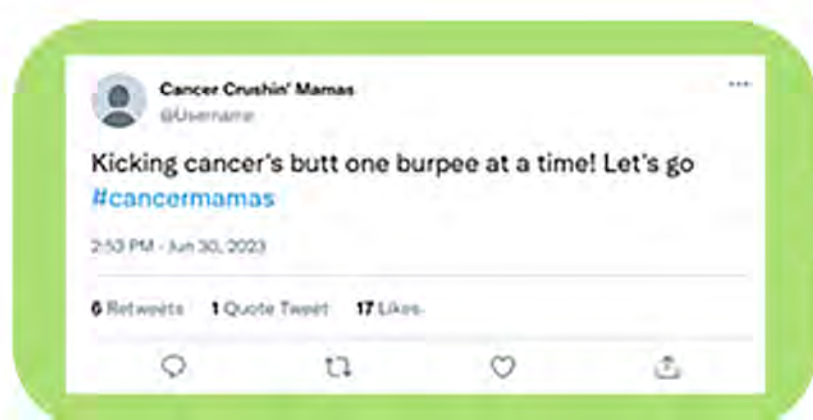 Cancer Crushin' Mamas
@Username
Kicking cancer's butt one burpee at a time! Let's go
#cancermamas
2:53 PM - Jun 30, 2023
6 Retweets 1 Quote Tweet 17 Likes